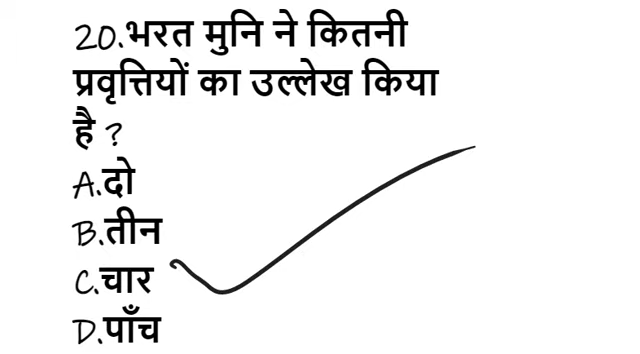 20.भरत मुनि ने कितनी
प्रवृत्तियों का उल्लेख किया
है ?
A.दो
B.तीन
C.चार
D.पाँच